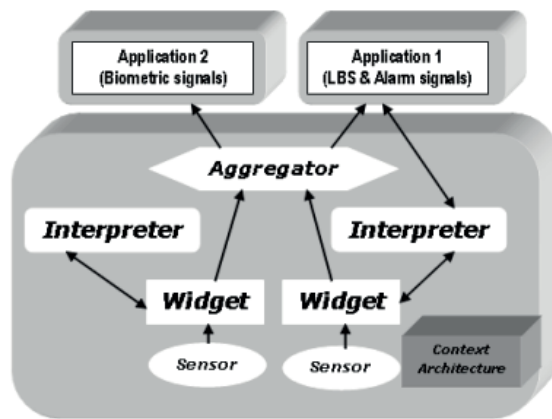 Application 2
(Biometric signals)
Application 1
(LBS & Alarm signals)
Aggregator
Interpreter
Interpreter
Widget
Widget
Sensor
Sensor
Context
Architecture